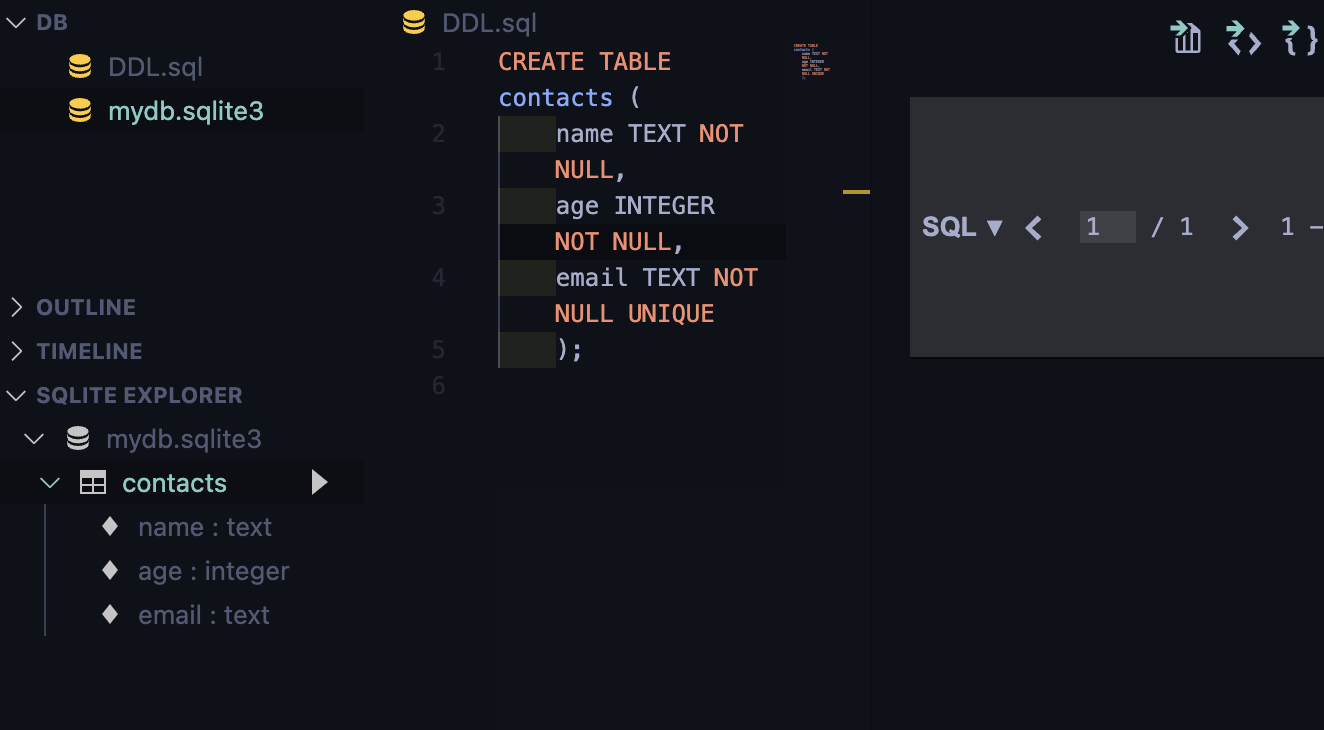 DB
DDL.sql
mydb.sqlite3
OUTLINE
TIMELINE
SQLITE EXPLORER
mydb.sqlite3
contacts
name : text
age : integer
email : text
DDL.sql
1 CREATE TABLE
contacts (
2 name TEXT NOT
NULL,
3 age INTEGER
NOT NULL,
4 email TEXT NOT
NULL UNIQUE
5 );
6
SQL ▼ 1 / 1 1 -